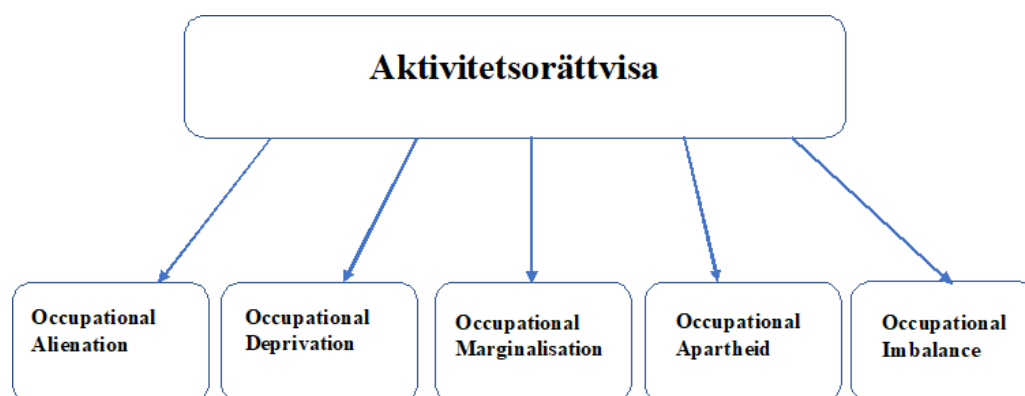 Aktivitetsorättvisa
Occupational
Alienation
Occupational
Deprivation
Occupational
Marginalisation
Occupational
Apartheid
Occupational
Imbalance